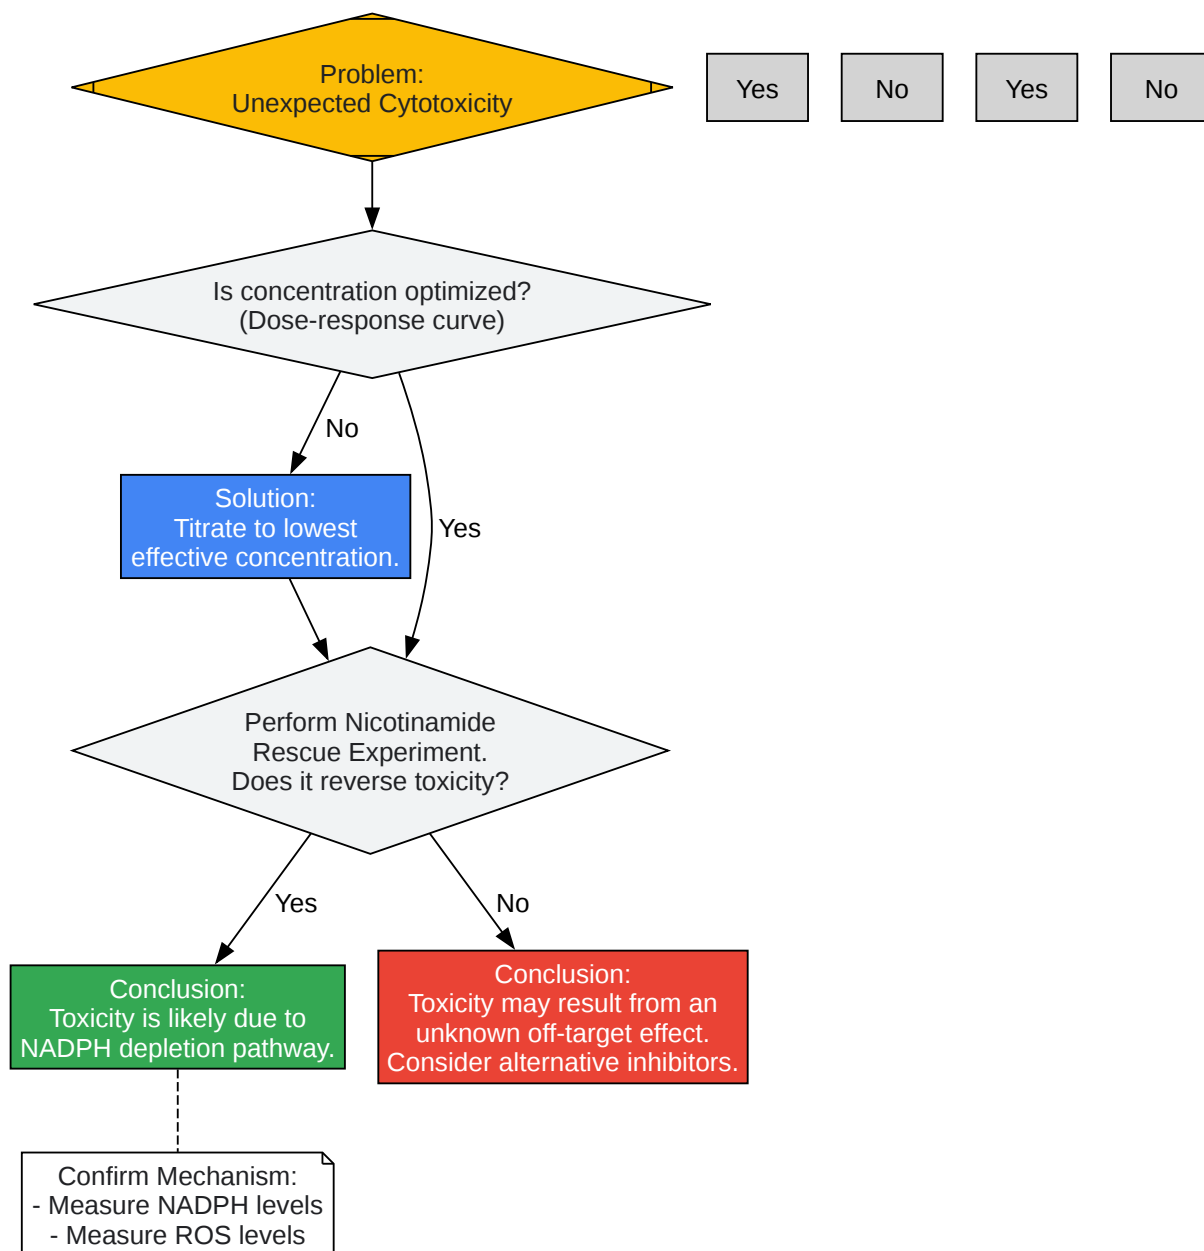 Problem:
Unexpected Cytotoxicity
Yes
No
Yes
No
Is concentration optimized?
(Dose-response curve)
No
Solution:
Titrate to lowest
effective concentration.
Yes
Perform Nicotinamide
Rescue Experiment.
Does it reverse toxicity?
Yes
No
Conclusion:
Toxicity is likely due to
NADPH depletion pathway.
Conclusion:
Toxicity may result from an
unknown off-target effect.
Consider alternative inhibitors.
Confirm Mechanism:
- Measure NADPH levels
- Measure ROS levels